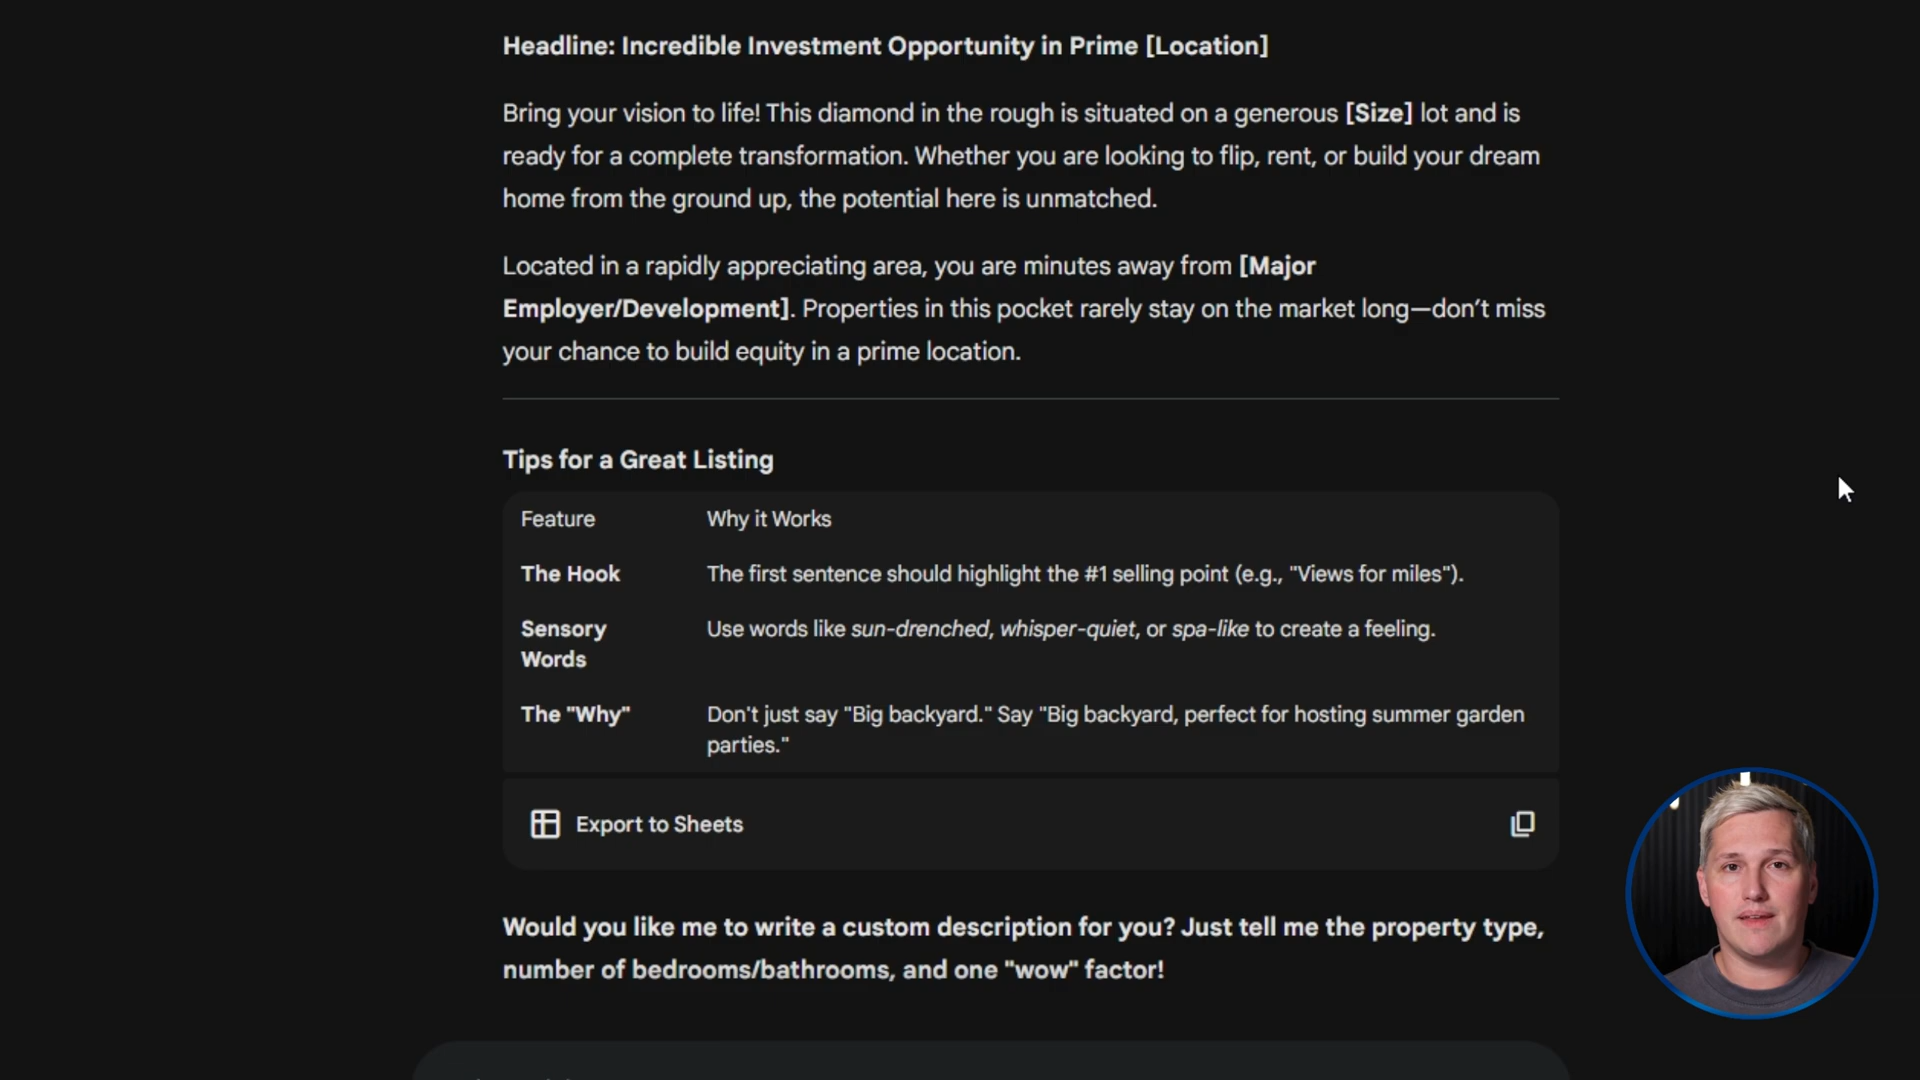 Headline: Incredible Investment Opportunity in Prime [Location]
Bring your vision to life! This diamond in the rough is situated on a generous [Size] lot and is
ready for a complete transformation. Whether you are looking to flip, rent, or build your dream
home from the ground up, the potential here is unmatched.
Located in a rapidly appreciating area, you are minutes away from [Major
Employer/Development]. Properties in this pocket rarely stay on the market long—don’t miss
your chance to build equity in a prime location.
Tips for a Great Listing
Feature Why it Works
The Hook The first sentence should highlight the #1 selling point (e.g., "Views for miles").
Sensory Words Use words like sun-drenched, whisper-quiet, or spa-like to create a feeling.
The "Why" Don't just say "Big backyard." Say "Big backyard, perfect for hosting summer garden
parties."
Export to Sheets
Would you like me to write a custom description for you? Just tell me the property type,
number of bedrooms/bathrooms, and one "wow" factor!